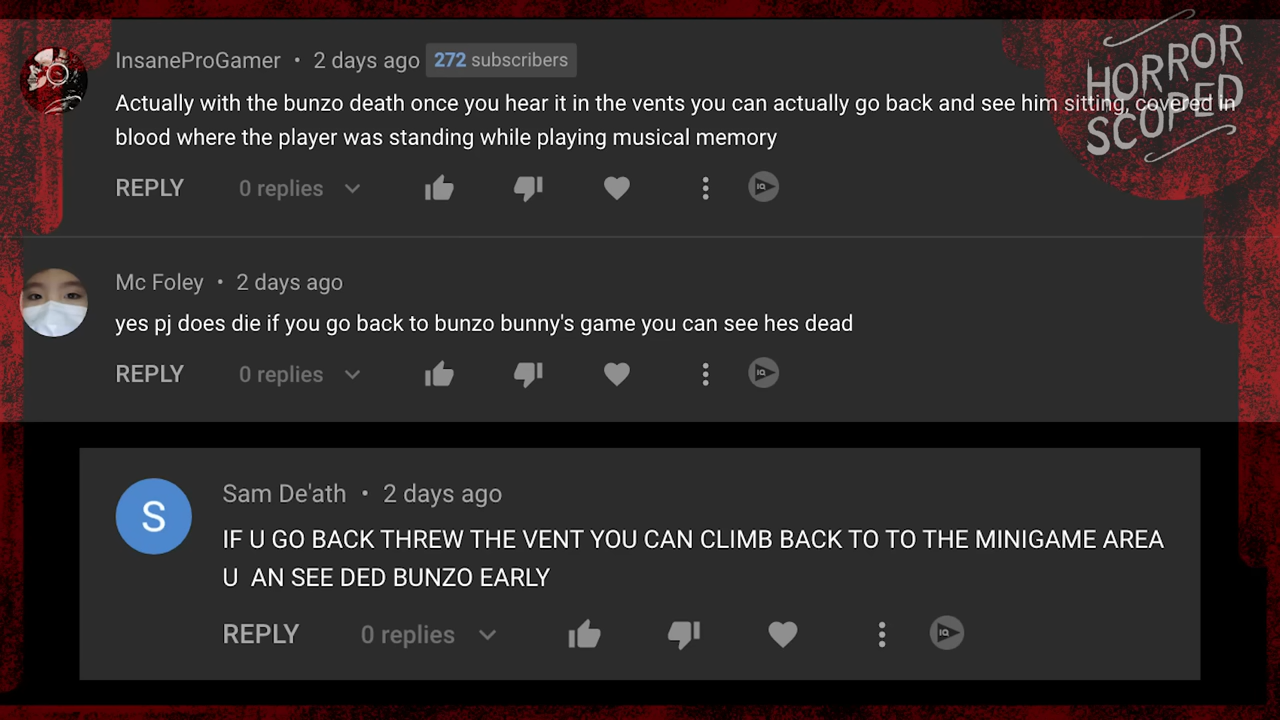 HORROR
SCOPED
InsaneProGamer • 2 days ago 272 subscribers
Actually with the bunzo death once you hear it in the vents you can actually go back and see him sitting, covered in
blood where the player was standing while playing musical memory
REPLY 0 replies
IQ
Mc Foley • 2 days ago
yes pj does die if you go back to bunzo bunny's game you can see hes dead
REPLY 0 replies
IQ
S
Sam De'ath • 2 days ago
IF U GO BACK THREW THE VENT YOU CAN CLIMB BACK TO TO THE MINIGAME AREA
U AN SEE DED BUNZO EARLY
REPLY 0 replies
IQ